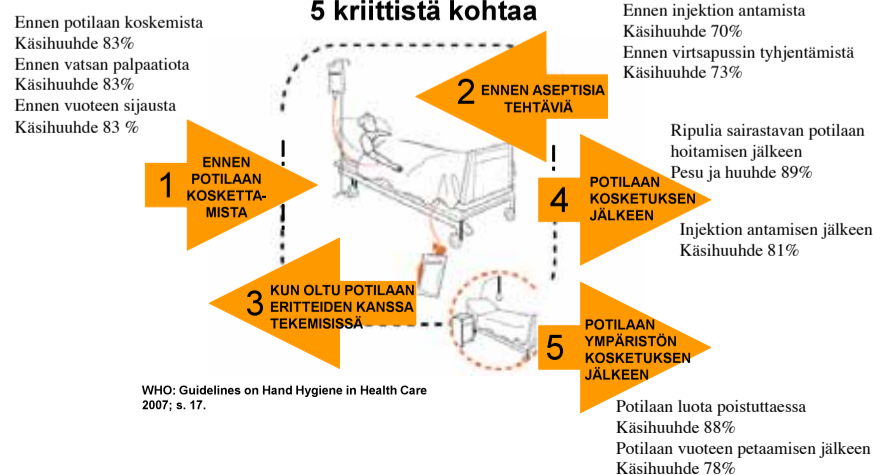 5 kriittistä kohtaa
Ennen potilaan koskemista
Käsihuuhde 83%
Ennen vatsan palpaatiota
Käsihuuhde 83%
Ennen vuoteen sijausta
Käsihuuhde 83 %
Ennen injektion antamista
Käsihuuhde 70%
Ennen virtsapussin tyhjentämistä
Käsihuuhde 73%
1
ENNEN
POTILAAN
KOSKETTA-
MISTA
2
ENNEN ASEPTISIA
TEHTÄVIÄ
Ripulia sairastavan potilaan
hoitamisen jälkeen
Pesu ja huuhde 89%
4
POTILAAN
KOSKETUKSEN
JÄLKEEN
Injektion antamisen jälkeen
Käsihuuhde 81%
3
KUN OLTU POTILAAN
ERITTEIDEN KANSSA
TEKEMISISSÄ
5
POTILAAN
YMPÄRISTÖN
KOSKETUKSEN
JÄLKEEN
WHO: Guidelines on Hand Hygiene in Health Care
2007; s. 17.
Potilaan luota poistuttaessa
Käsihuuhde 88%
Potilaan vuoteen petaamisen jälkeen
Käsihuuhde 78%